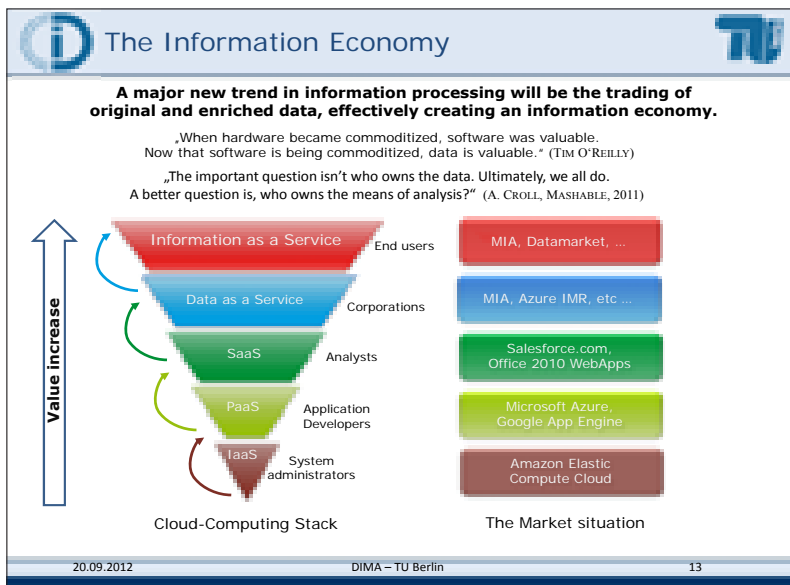 The Information Economy
A major new trend in information processing will be the trading of
original and enriched data, effectively creating an information economy.
„When hardware became commoditized, software was valuable.
Now that software is being commoditized, data is valuable.“ (TIM O‘REILLY)
„The important question isn’t who owns the data. Ultimately, we all do.
A better question is, who owns the means of analysis?“ (A. CROLL, MASHABLE, 2011)
Value increase
Information as a Service
End users
MIA, Datamarket, ...
Data as a Service
Corporations
MIA, Azure IMR, etc ...
SaaS
Analysts
Salesforce.com,
Office 2010 WebApps
PaaS
Application
Developers
Microsoft Azure,
Google App Engine
IaaS
System
administrators
Amazon Elastic
Compute Cloud
Cloud-Computing Stack
The Market situation
20.09.2012
DIMA – TU Berlin
13